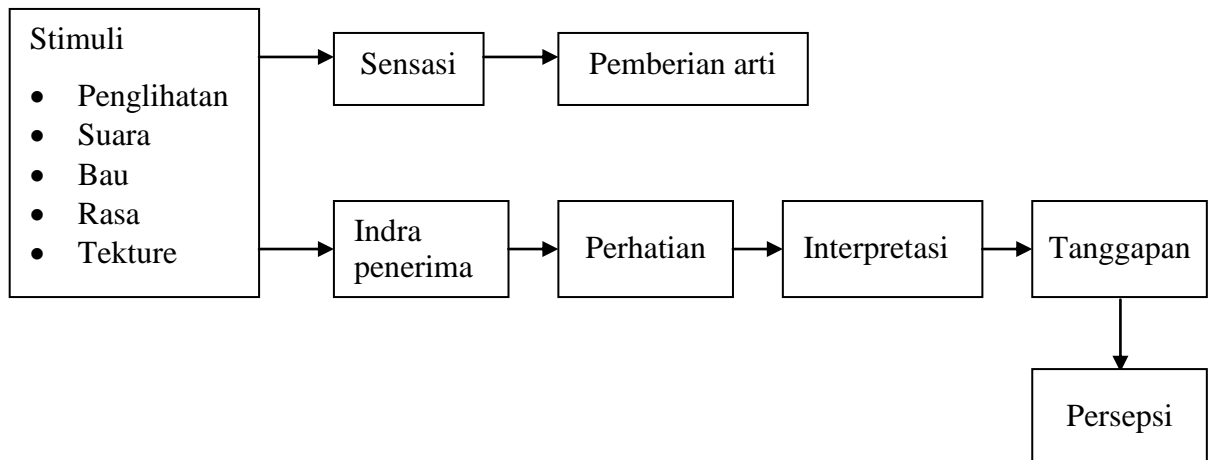 Stimuli
• Penglihatan
• Suara
• Bau
• Rasa
• Tekture
Sensasi
Pemberian arti
Indra
penerima
Perhatian
Interpretasi
Tanggapan
Persepsi